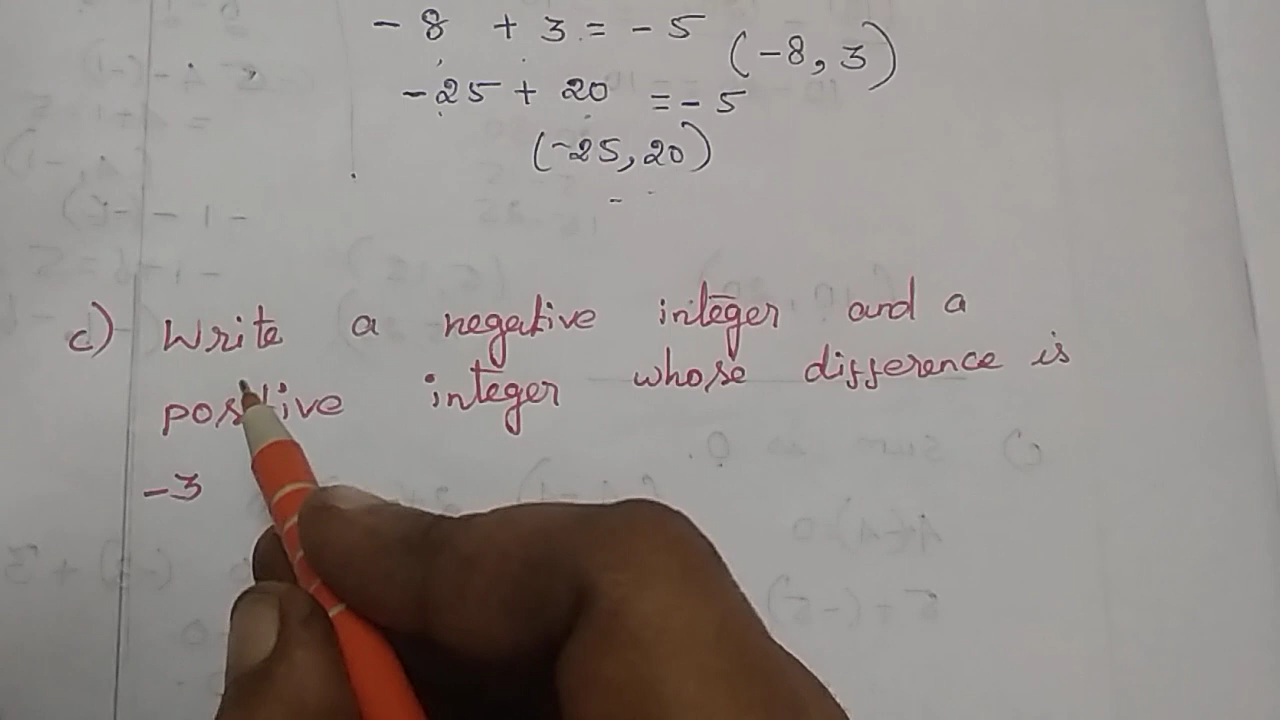 - 8 + 3 = - 5 (-8, 3)
- 25 + 20 = - 5
(-25, 20)
c) Write a negative integer and a
positive integer whose difference is
-3